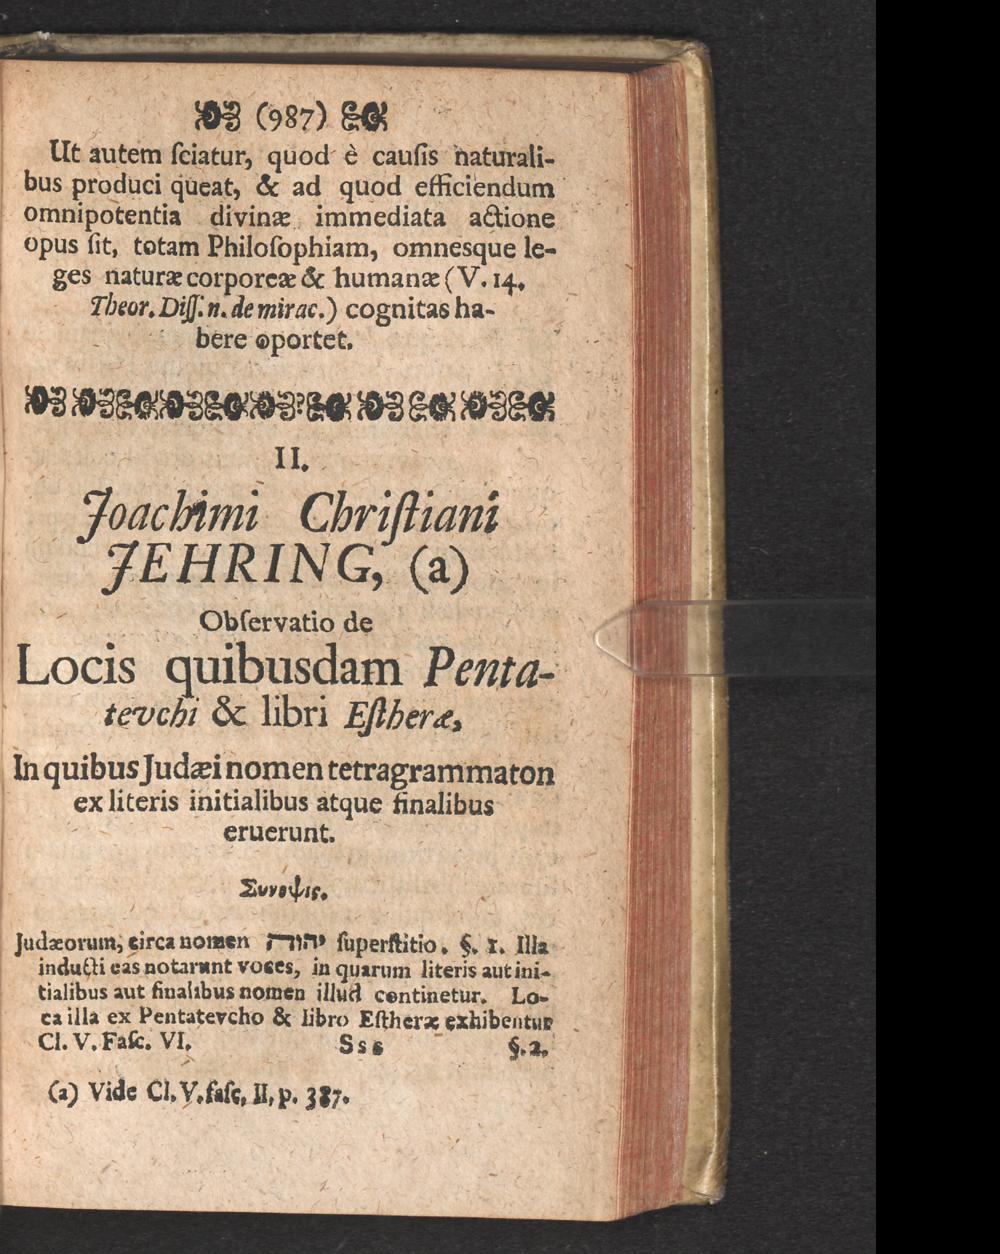 (987)
Ut autem ſciatur, quod è cauſis naturali-
bus produci queat, & ad quod efficiendum
omnipotentia divinæ immediata actione
opus ſit, totam Philoſophiam, omnesque le-
ges naturæ corporeæ & humanæ (V. 14.
Theor. Diſſ. n. de mirac.) cognitas ha-
bere oportet.
II.
Joachimi Chriſtiani
JEHRING, (a)
Obſervatio de
Locis quibusdam Penta-
tevchi & libri Eſtheræ,
In quibus Judæi nomen tetragrammaton
ex literis initialibus atque finalibus
eruerunt.
Συνοψις.
Judæorum, circa nomen יהוה ſuperſtitio. §. 1. Illa
inducti eas notarunt voces, in quarum literis aut ini-
tialibus aut finalibus nomen illud continetur. Lo-
ca illa ex Pentatevcho & libro Eſtheræ exhibentur
Cl. V. Faſc. VI. Sss §. 2.
(a) Vide Cl. V. faſc, II, p. 387.